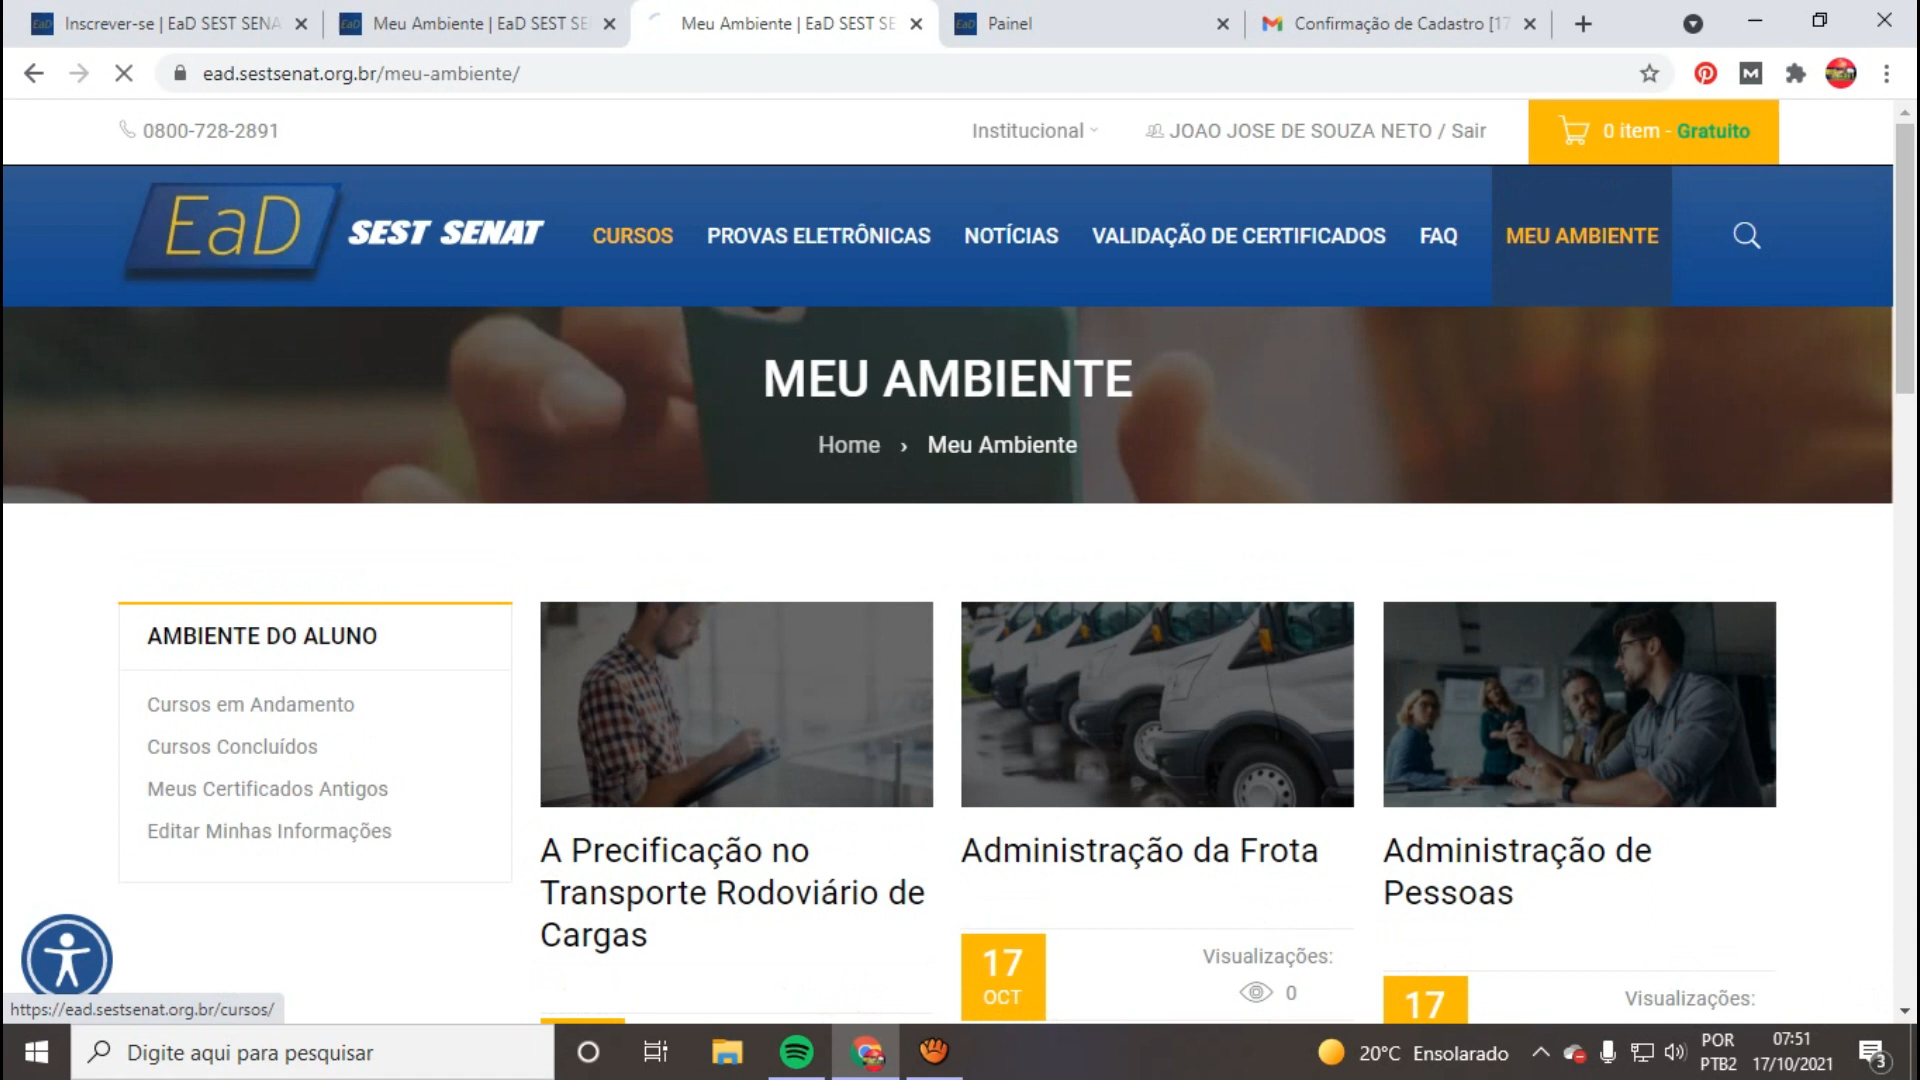 Inscrever-se | EaD SEST SENA
Meu Ambiente | EaD SEST SE
Meu Ambiente | EaD SEST SE
Painel
Confirmação de Cadastro [17
ead.sestsenat.org.br/meu-ambiente/
0800-728-2891
Institucional
JOAO JOSE DE SOUZA NETO / Sair
0 item - Gratuito
EaD SEST SENAT
CURSOS
PROVAS ELETRÔNICAS
NOTÍCIAS
VALIDAÇÃO DE CERTIFICADOS
FAQ
MEU AMBIENTE
MEU AMBIENTE
Home › Meu Ambiente
AMBIENTE DO ALUNO
Cursos em Andamento
Cursos Concluídos
Meus Certificados Antigos
Editar Minhas Informações
A Precificação no
Transporte Rodoviário de
Cargas
Administração da Frota
17
OCT
Visualizações:
0
Administração de
Pessoas
17
Visualizações:
https://ead.sestsenat.org.br/cursos/
Digite aqui para pesquisar
20°C Ensolarado
POR
PTB2
07:51
17/10/2021
3